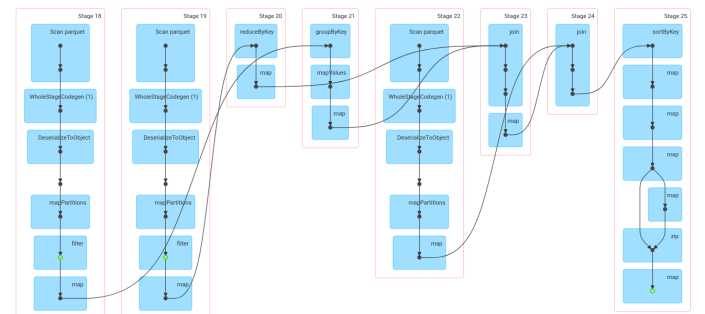 Stage 18
Scan parquet
WholeStageCodegen (1)
DeserializeToObject
mapPartitions
filter
map
Stage 19
Scan parquet
WholeStageCodegen (1)
DeserializeToObject
mapPartitions
filter
map
Stage 20
reduceByKey
map
Stage 21
groupByKey
mapValues
map
Stage 22
Scan parquet
WholeStageCodegen (1)
DeserializeToObject
mapPartitions
map
Stage 23
join
map
Stage 24
join
Stage 25
sortByKey
map
map
map
map
zip
map